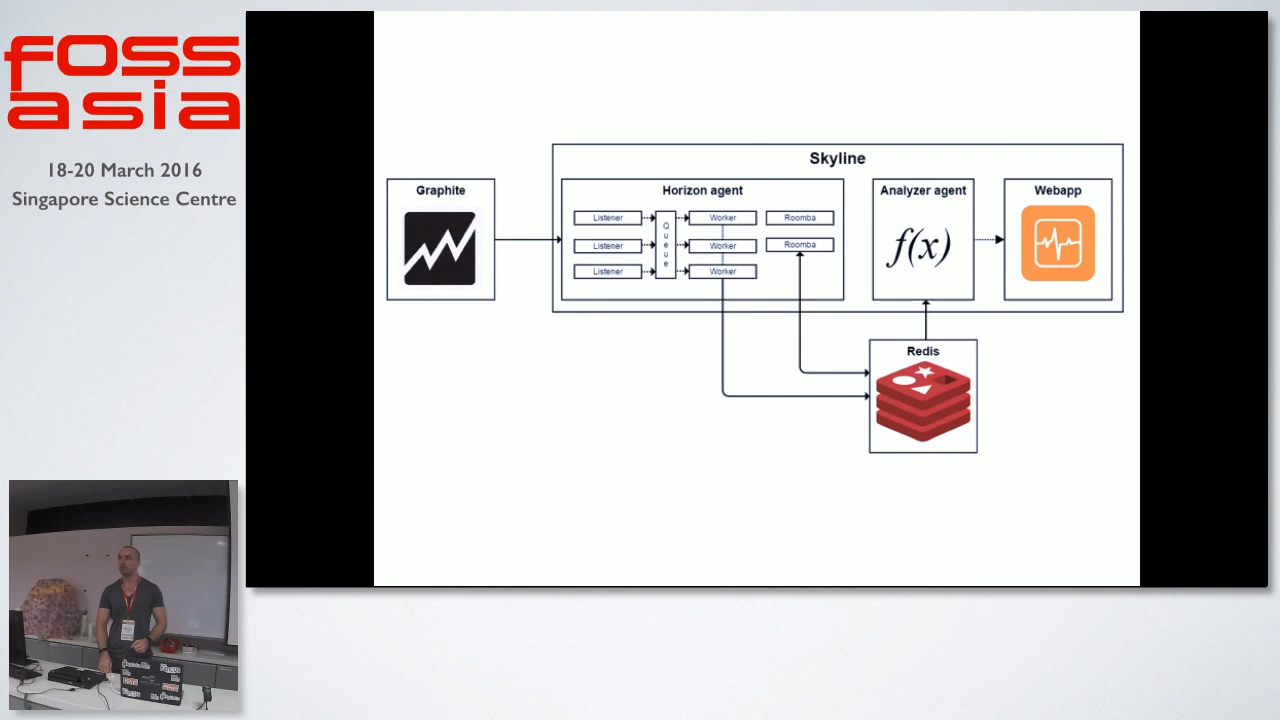 foss
asia
18-20 March 2016
Singapore Science Centre
Skyline
Graphite
Horizon agent
Listener
Listener
Listener
Queue
Worker
Worker
Worker
Roomba
Roomba
Analyzer agent
f(x)
Webapp
Redis